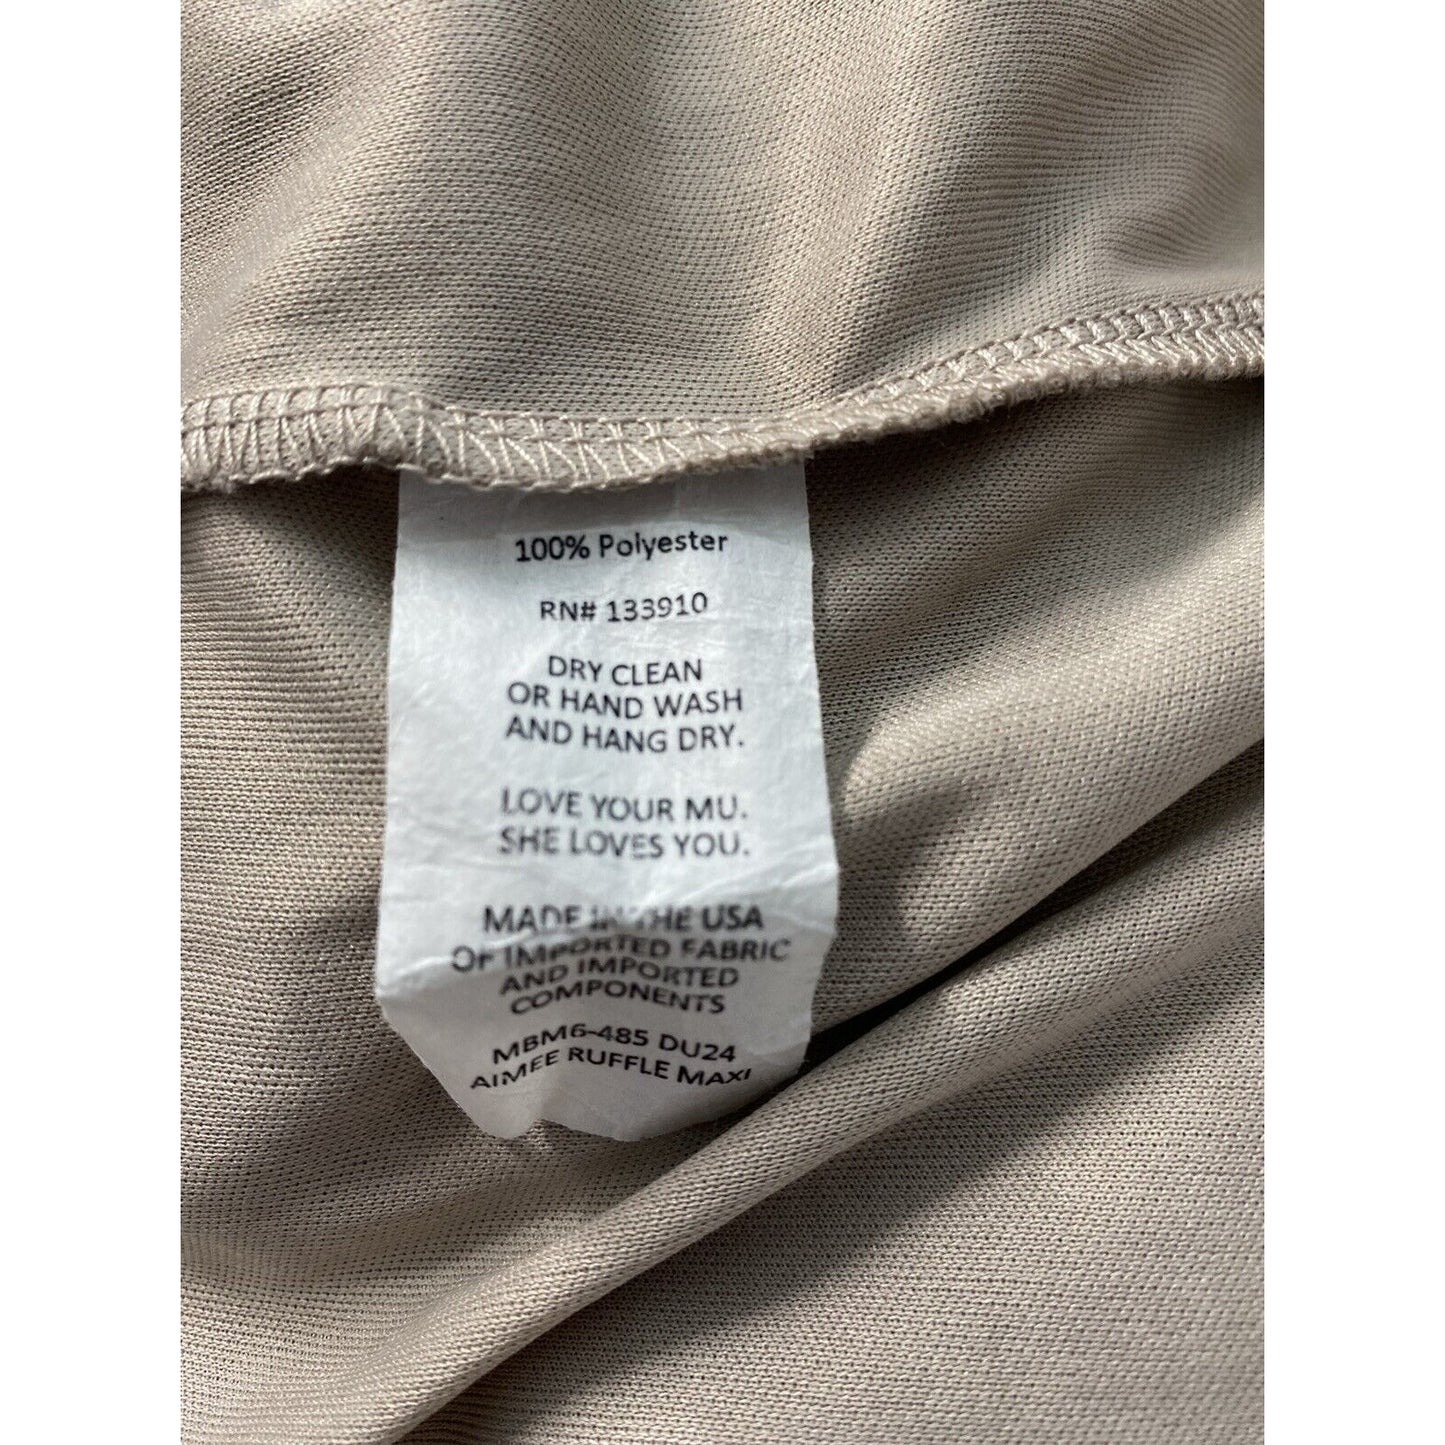 100% Polyester
RN# 133910
DRY CLEAN
OR HAND WASH
AND HANG DRY.
LOVE YOUR MU.
SHE LOVES YOU.
MADE IN THE USA
OF IMPORTED FABRIC
AND IMPORTED
COMPONENTS
MBM6-485 DU24
AIMEE RUFFLE MAXI